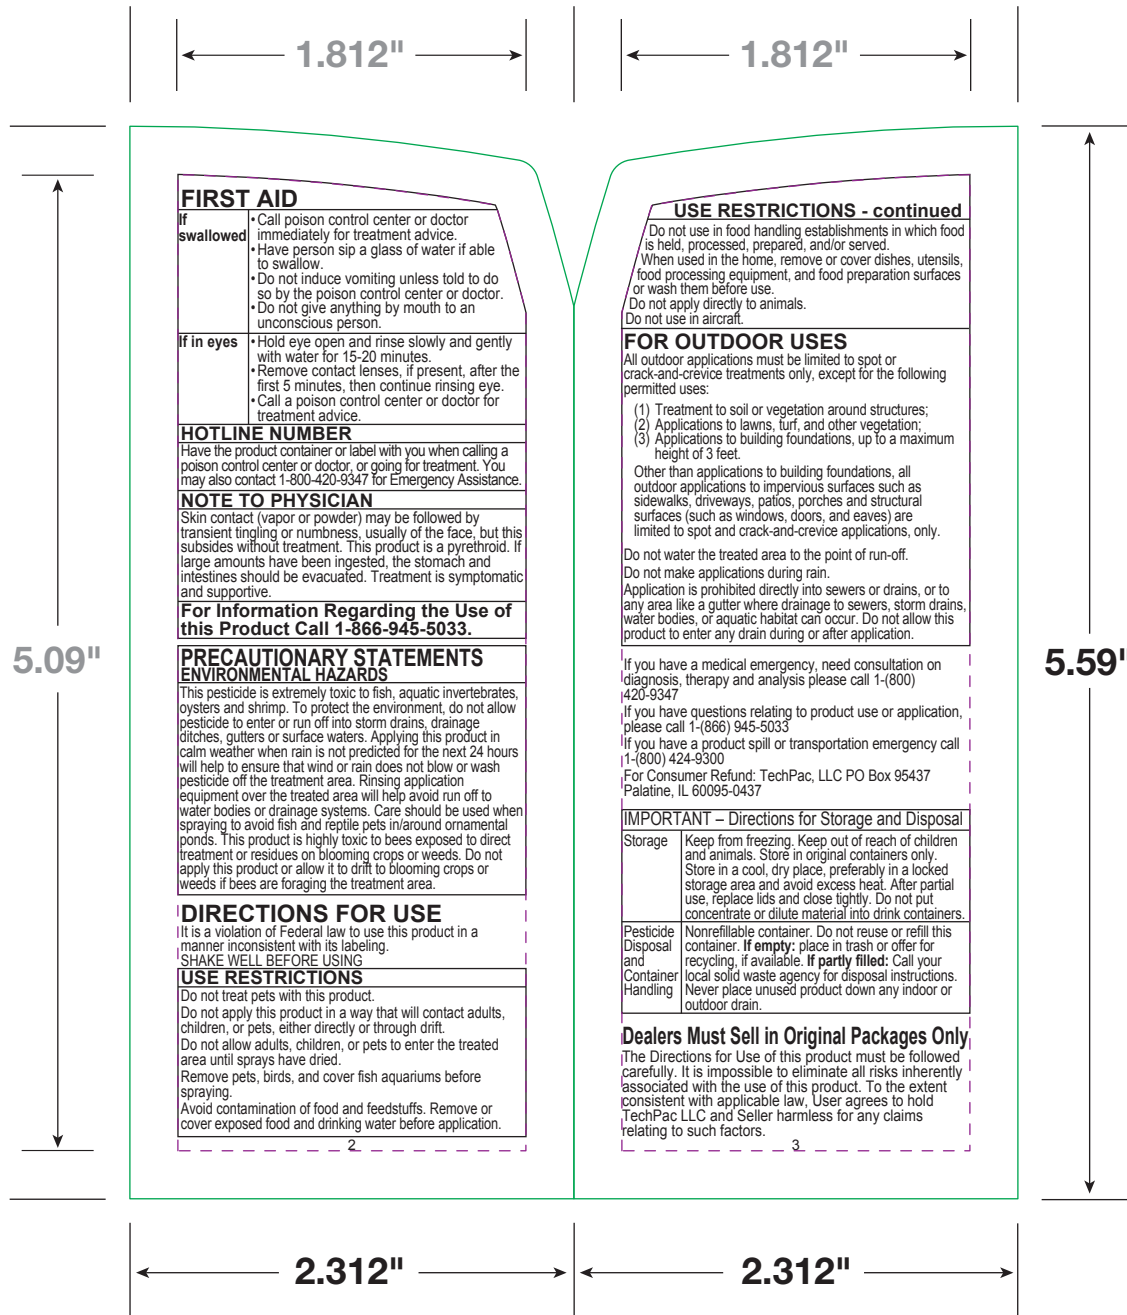 1.812"
1.812"
5.09"
5.59"
FIRST AID
If swallowed
• Call poison control center or doctor
immediately for treatment advice.
• Have person sip a glass of water if able
to swallow.
• Do not induce vomiting unless told to do
so by the poison control center or doctor.
• Do not give anything by mouth to an
unconscious person.
If in eyes
• Hold eye open and rinse slowly and gently
with water for 15-20 minutes.
• Remove contact lenses, if present, after the
first 5 minutes, then continue rinsing eye.
• Call a poison control center or doctor for
treatment advice.
HOTLINE NUMBER
Have the product container or label with you when calling a
poison control center or doctor, or going for treatment. You
may also contact 1-800-420-9347 for Emergency Assistance.
NOTE TO PHYSICIAN
Skin contact (vapor or powder) may be followed by
transient tingling or numbness, usually of the face, but this
subsides without treatment. This product is a pyrethroid. If
large amounts have been ingested, the stomach and
intestines should be evacuated. Treatment is symptomatic
and supportive.
For Information Regarding the Use of
this Product Call 1-866-945-5033.
PRECAUTIONARY STATEMENTS
ENVIRONMENTAL HAZARDS
This pesticide is extremely toxic to fish, aquatic invertebrates,
oysters and shrimp. To protect the environment, do not allow
pesticide to enter or run off into storm drains, drainage
ditches, gutters or surface waters. Applying this product in
calm weather when rain is not predicted for the next 24 hours
will help to ensure that wind or rain does not blow or wash
pesticide off the treatment area. Rinsing application
equipment over the treated area will help avoid run off to
water bodies or drainage systems. Care should be used when
spraying to avoid fish and reptile pets in/around ornamental
ponds. This product is highly toxic to bees exposed to direct
treatment or residues on blooming crops or weeds. Do not
apply this product or allow it to drift to blooming crops or
weeds if bees are foraging the treatment area.
DIRECTIONS FOR USE
It is a violation of Federal law to use this product in a
manner inconsistent with its labeling.
SHAKE WELL BEFORE USING
USE RESTRICTIONS
Do not treat pets with this product.
Do not apply this product in a way that will contact adults,
children, or pets, either directly or through drift.
Do not allow adults, children, or pets to enter the treated
area until sprays have dried.
Remove pets, birds, and cover fish aquariums before
spraying.
Avoid contamination of food and feedstuffs. Remove or
cover exposed food and drinking water before application.
2
USE RESTRICTIONS - continued
Do not use in food handling establishments in which food
is held, processed, prepared, and/or served.
When used in the home, remove or cover dishes, utensils,
food processing equipment, and food preparation surfaces
or wash them before use.
Do not apply directly to animals.
Do not use in aircraft.
FOR OUTDOOR USES
All outdoor applications must be limited to spot or
crack-and-crevice treatments only, except for the following
permitted uses:
(1) Treatment to soil or vegetation around structures;
(2) Applications to lawns, turf, and other vegetation;
(3) Applications to building foundations, up to a maximum
height of 3 feet.
Other than applications to building foundations, all
outdoor applications to impervious surfaces such as
sidewalks, driveways, patios, porches and structural
surfaces (such as windows, doors, and eaves) are
limited to spot and crack-and-crevice applications, only.
Do not water the treated area to the point of run-off.
Do not make applications during rain.
Application is prohibited directly into sewers or drains, or to
any area like a gutter where drainage to sewers, storm drains,
water bodies, or aquatic habitat can occur. Do not allow this
product to enter any drain during or after application.
If you have a medical emergency, need consultation on
diagnosis, therapy and analysis please call 1-(800)
420-9347
If you have questions relating to product use or application,
please call 1-(866) 945-5033
If you have a product spill or transportation emergency call
1-(800) 424-9300
For Consumer Refund: TechPac, LLC PO Box 95437
Palatine, IL 60095-0437
IMPORTANT – Directions for Storage and Disposal
Storage
Keep from freezing. Keep out of reach of children
and animals. Store in original containers only.
Store in a cool, dry place, preferably in a locked
storage area and avoid excess heat. After partial
use, replace lids and close tightly. Do not put
concentrate or dilute material into drink containers.
Pesticide
Disposal
and
Container
Handling
Nonrefillable container. Do not reuse or refill this
container. If empty: place in trash or offer for
recycling, if available. If partly filled: Call your
local solid waste agency for disposal instructions.
Never place unused product down any indoor or
outdoor drain.
Dealers Must Sell in Original Packages Only
The Directions for Use of this product must be followed
carefully. It is impossible to eliminate all risks inherently
associated with the use of this product. To the extent
consistent with applicable law, User agrees to hold
TechPac LLC and Seller harmless for any claims
relating to such factors.
3
2.312"
2.312"